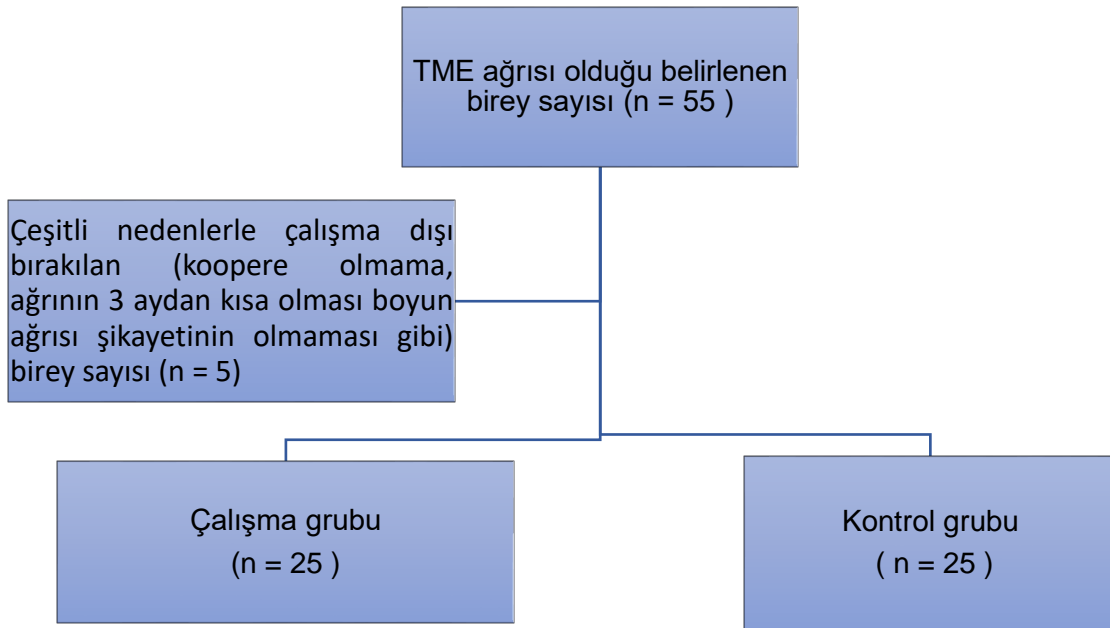 TME ağrısı olduğu belirlenen
birey sayısı (n = 55 )
Çeşitli nedenlerle çalışma dışı
bırakılan (koopere olmama,
ağrının 3 aydan kısa olması boyun
ağrısı şikayetinin olmaması gibi)
birey sayısı (n = 5)
Çalışma grubu
(n = 25 )
Kontrol grubu
( n = 25 )